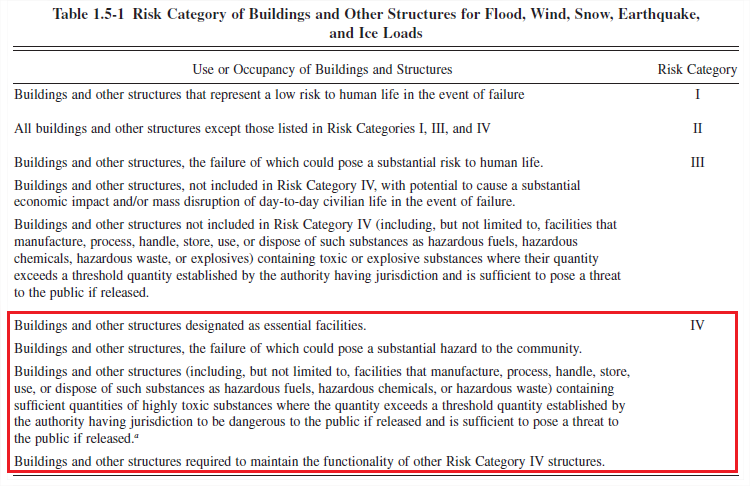 Table 1.5-1 Risk Category of Buildings and Other Structures for Flood, Wind, Snow, Earthquake,
and Ice Loads
Use or Occupancy of Buildings and Structures Risk Category
Buildings and other structures that represent a low risk to human life in the event of failure I
All buildings and other structures except those listed in Risk Categories I, III, and IV II
Buildings and other structures, the failure of which could pose a substantial risk to human life. III
Buildings and other structures, not included in Risk Category IV, with potential to cause a substantial
economic impact and/or mass disruption of day-to-day civilian life in the event of failure.
Buildings and other structures not included in Risk Category IV (including, but not limited to, facilities that
manufacture, process, handle, store, use, or dispose of such substances as hazardous fuels, hazardous
chemicals, hazardous waste, or explosives) containing toxic or explosive substances where their quantity
exceeds a threshold quantity established by the authority having jurisdiction and is sufficient to pose a threat
to the public if released.
Buildings and other structures designated as essential facilities. IV
Buildings and other structures, the failure of which could pose a substantial hazard to the community.
Buildings and other structures (including, but not limited to, facilities that manufacture, process, handle, store,
use, or dispose of such substances as hazardous fuels, hazardous chemicals, or hazardous waste) containing
sufficient quantities of highly toxic substances where the quantity exceeds a threshold quantity established by
the authority having jurisdiction to be dangerous to the public if released and is sufficient to pose a threat to
the public if released.a
Buildings and other structures required to maintain the functionality of other Risk Category IV structures.